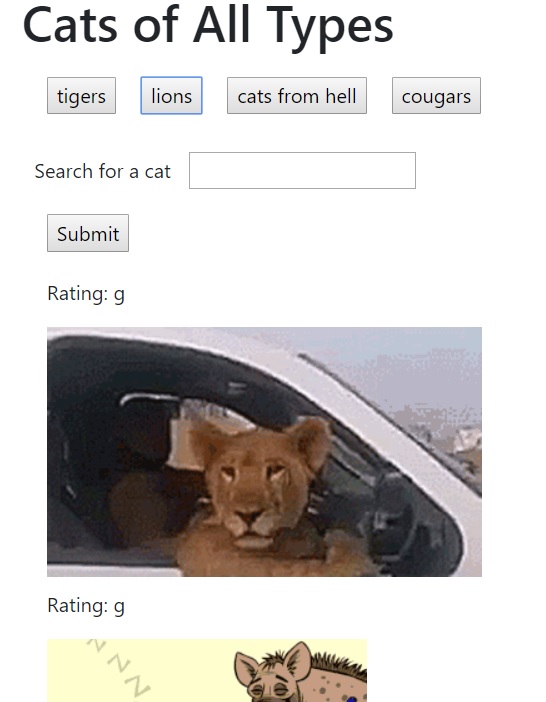 Cats of All Types
tigers lions cats from hell cougars
Search for a cat
Submit
Rating: g
Rating: g
Z
Z
Z